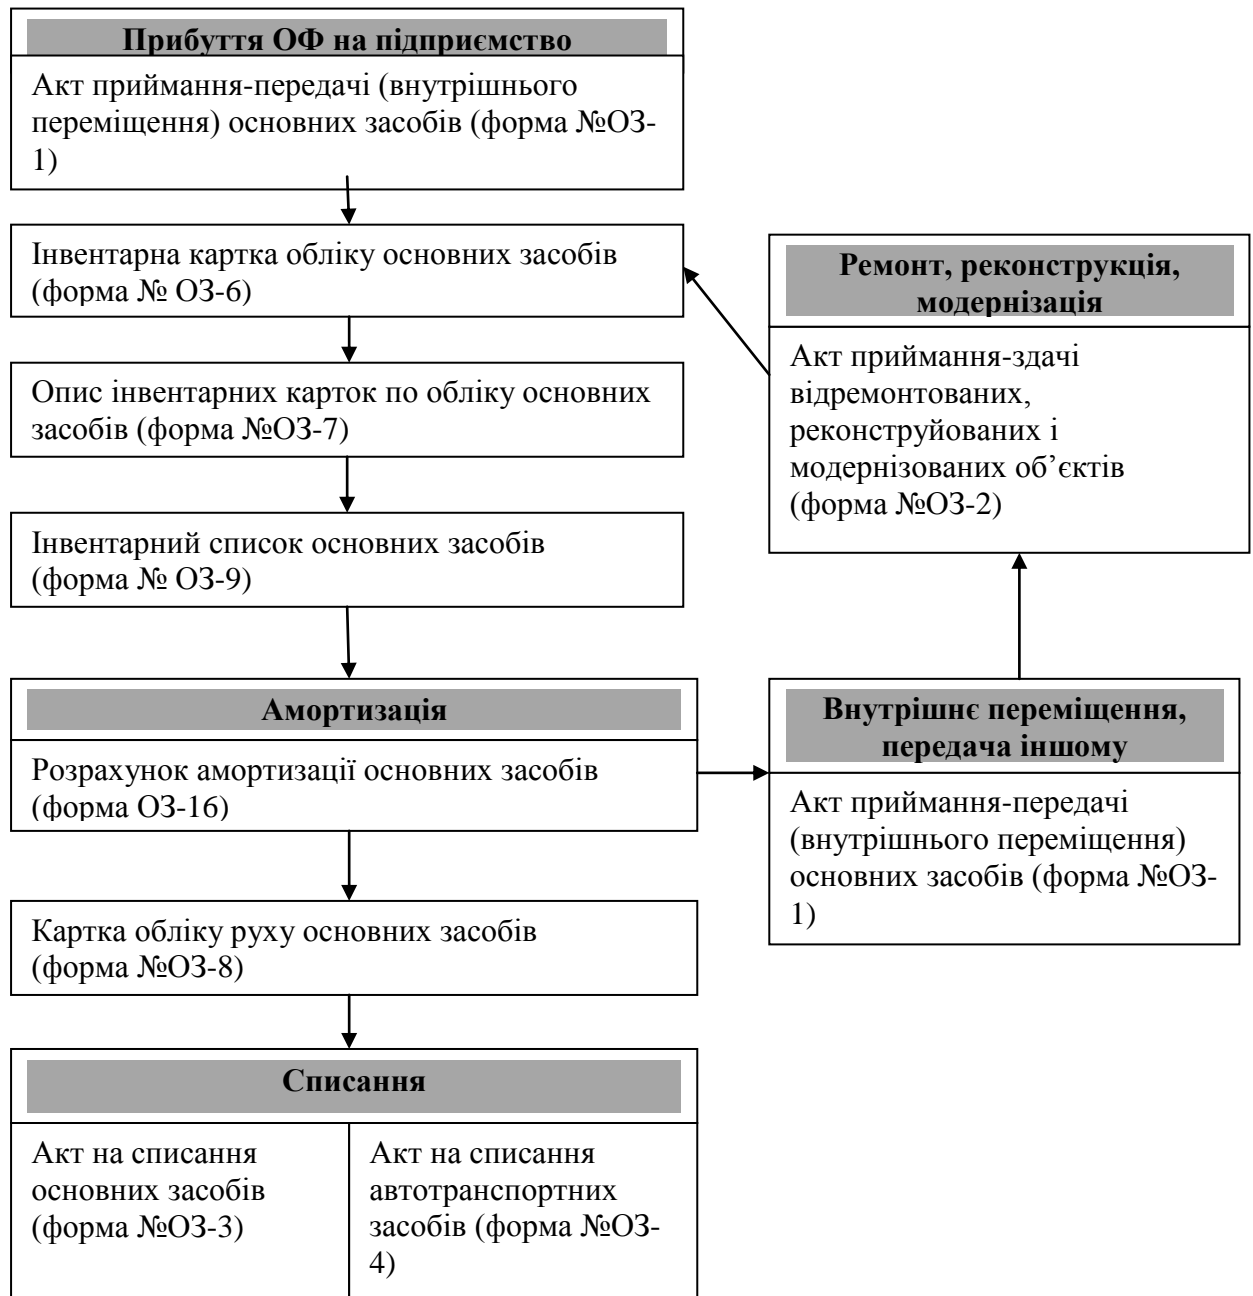 Прибуття ОФ на підприємство
Акт приймання-передачі (внутрішнього
переміщення) основних засобів (форма №ОЗ-
1)
Інвентарна картка обліку основних засобів
(форма № ОЗ-6)
Опис інвентарних карток по обліку основних
засобів (форма №ОЗ-7)
Інвентарний список основних засобів
(форма № ОЗ-9)
Амортизація
Розрахунок амортизації основних засобів
(форма ОЗ-16)
Картка обліку руху основних засобів
(форма №ОЗ-8)
Списання
Акт на списання
основних засобів
(форма №ОЗ-3)
Акт на списання
автотранспортних
засобів (форма №ОЗ-
4)
Ремонт, реконструкція,
модернізація
Акт приймання-здачі
відремонтованих,
реконструйованих і
модернізованих об’єктів
(форма №ОЗ-2)
Внутрішнє переміщення,
передача іншому
Акт приймання-передачі
(внутрішнього переміщення)
основних засобів (форма №ОЗ-
1)